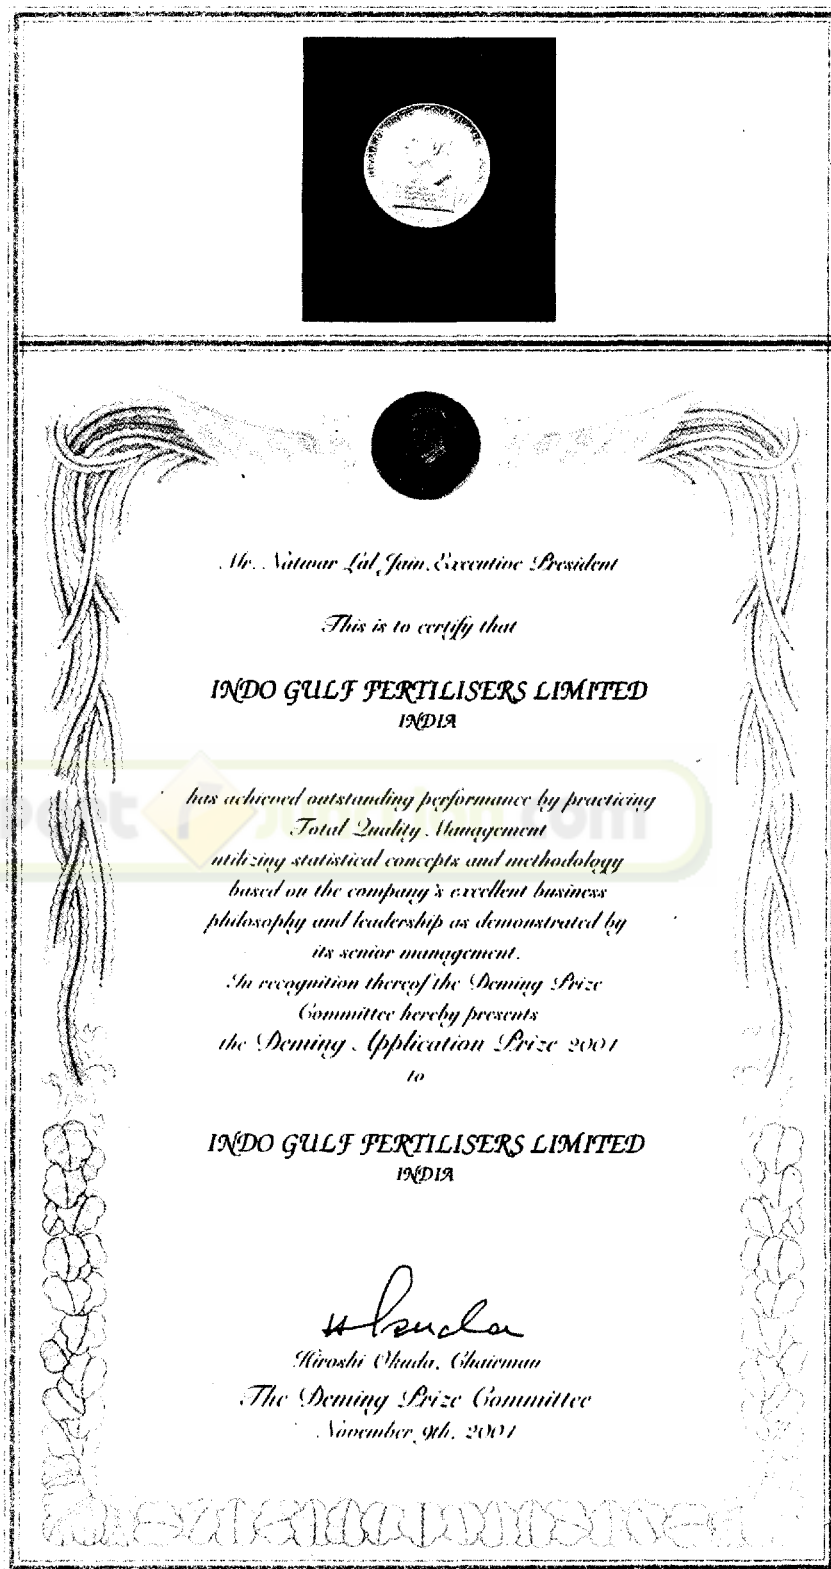 Mr. Natwar Lal Jain, Executive President
This is to certify that
INDO GULF FERTILISERS LIMITED
INDIA
has achieved outstanding performance by practicing
Total Quality Management
utilizing statistical concepts and methodology
based on the company's excellent business
philosophy and leadership as demonstrated by
its senior management.
In recognition thereof the Deming Prize
Committee hereby presents
the Deming Application Prize 2004
to
INDO GULF FERTILISERS LIMITED
INDIA
H Okuda
Hiroshi Okuda, Chairman
The Deming Prize Committee
November 9th, 2004